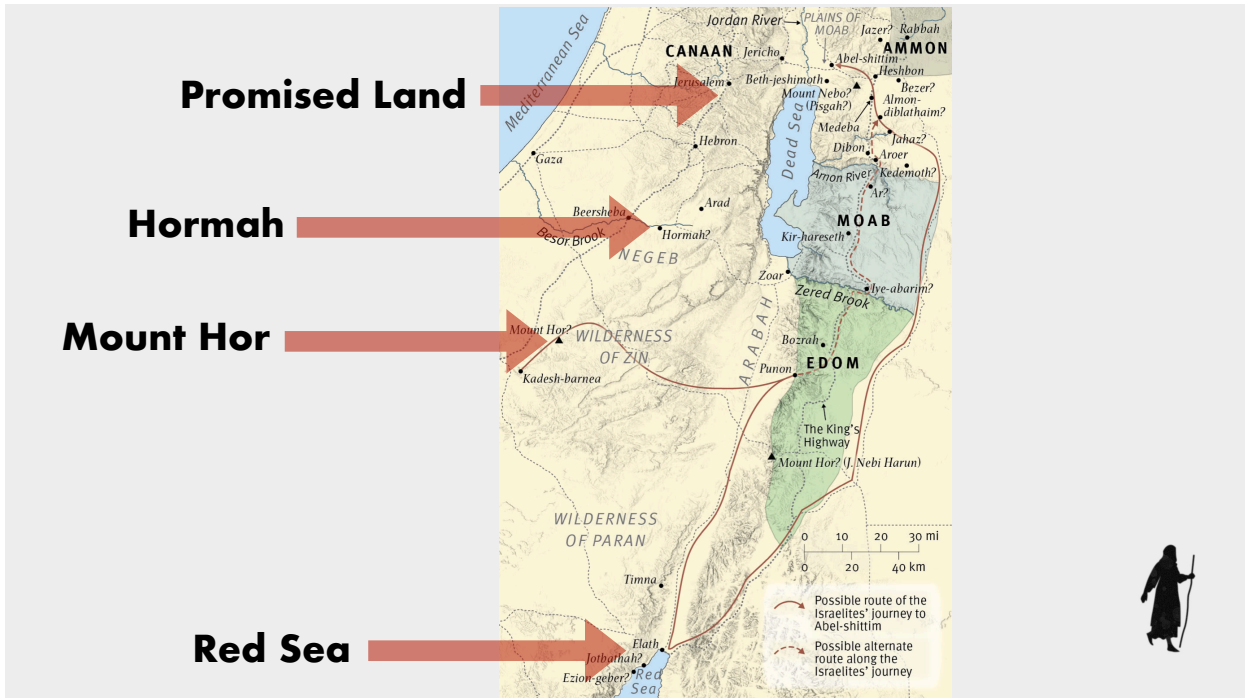 Promised Land
Hormah
Mount Hor
Red Sea
Mediterranean Sea
Jordan River
PLAINS OF
MOAB
Jazer?
Rabbah
CANAAN
Jericho
AMMON
Abel-shittim
Jerusalem
Beth-jeshimoth
Heshbon
Mount Nebo?
(Pisgah?)
Bezer?
Almon-
diblathaim?
Medeba
Jahaz?
Hebron
Dead Sea
Dibon
Aroer
Gaza
Kedemoth?
Arnon River
Ar?
Arad
Beersheba
MOAB
Besor Brook
Hormah?
Kir-hareseth
NEGEB
Zoar
Zered Brook
Iye-abarim?
Mount Hor?
WILDERNESS
OF ZIN
ARABAH
Bozrah
EDOM
Punon
Kadesh-barnea
The King's
Highway
Mount Hor? (J. Nebi Harun)
WILDERNESS
OF PARAN
0 10 20 30 mi
0 20 40 km
Timna
Possible route of the
Israelites' journey to
Abel-shittim
Possible alternate
route along the
Israelites' journey
Elath
Jotbathah?
Ezion-geber?
Red
Sea